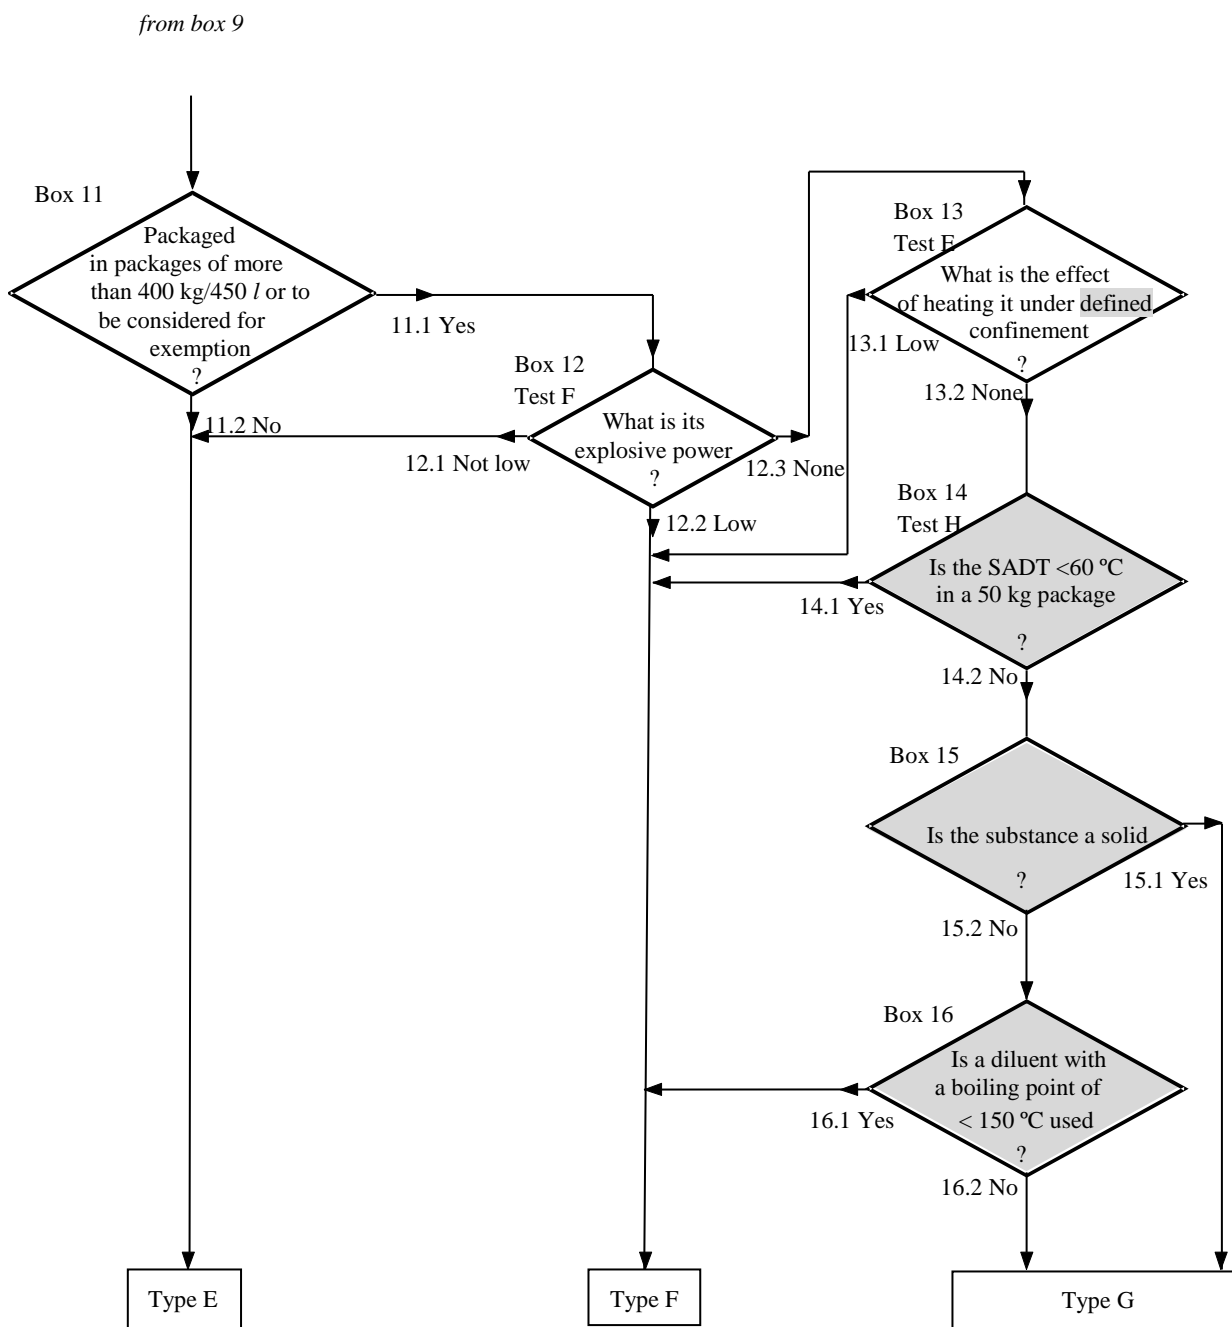 from box 9
Box 11
Packaged
in packages of more
than 400 kg/450 l or to
be considered for
exemption
?
11.1 Yes
11.2 No
Box 12
Test F
What is its
explosive power
?
12.1 Not low
12.3 None
12.2 Low
Box 13
Test E
What is the effect
of heating it under defined
confinement
?
13.1 Low
13.2 None
Box 14
Test H
Is the SADT <60 ºC
in a 50 kg package
?
14.1 Yes
14.2 No
Box 15
Is the substance a solid
?
15.1 Yes
15.2 No
Box 16
Is a diluent with
a boiling point of
< 150 ºC used
?
16.1 Yes
16.2 No
Type E
Type F
Type G